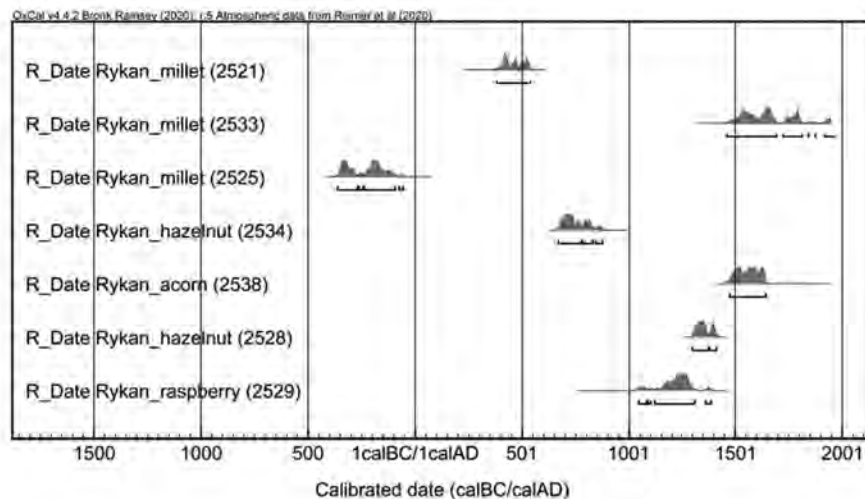 OxCal v4.4.2 Bronk Ramsey (2020); r:5 Atmospheric data from Reimer et al (2020)
R_Date Rykan_millet (2521)
R_Date Rykan_millet (2533)
R_Date Rykan_millet (2525)
R_Date Rykan_hazelnut (2534)
R_Date Rykan_acorn (2538)
R_Date Rykan_hazelnut (2528)
R_Date Rykan_raspberry (2529)
1500 1000 500 1calBC/1calAD 501 1001 1501 2001
Calibrated date (calBC/calAD)